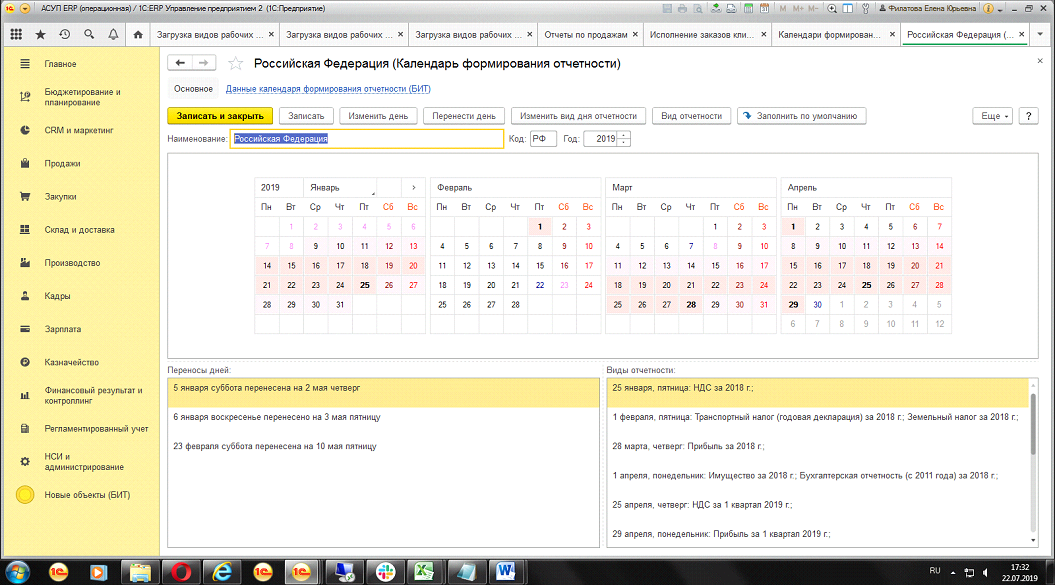 АСУП ERP (операционная) / 1С:ERP Управление предприятием 2 (1С:Предприятие)
M M+ M-
Филатова Елена Юрьевна
Загрузка видов рабочих ... ×
Загрузка видов рабочих ... ×
Загрузка видов рабочих ... ×
Отчеты по продажам ×
Исполнение заказов кли... ×
Календари формирован... ×
Российская Федерация (... ×
Главное
Бюджетирование и
планирование
CRM и маркетинг
Продажи
Закупки
Склад и доставка
Производство
Кадры
Зарплата
Казначейство
Финансовый результат и
контроллинг
Регламентированный учет
НСИ и
администрирование
Новые объекты (БИТ)
Российская Федерация (Календарь формирования отчетности)
Основное Данные календаря формирования отчетности (БИТ)
Записать и закрыть Записать Изменить день Перенести день Изменить вид дня отчетности Вид отчетности Заполнить по умолчанию Еще ?
Наименование: Российская Федерация Код: РФ Год: 2019
2019 Январь >
Пн Вт Ср Чт Пт Сб Вс
1 2 3 4 5 6
7 8 9 10 11 12 13
14 15 16 17 18 19 20
21 22 23 24 25 26 27
28 29 30 31
Февраль
Пн Вт Ср Чт Пт Сб Вс
1 2 3
4 5 6 7 8 9 10
11 12 13 14 15 16 17
18 19 20 21 22 23 24
25 26 27 28
Март
Пн Вт Ср Чт Пт Сб Вс
1 2 3
4 5 6 7 8 9 10
11 12 13 14 15 16 17
18 19 20 21 22 23 24
25 26 27 28 29 30 31
Апрель
Пн Вт Ср Чт Пт Сб Вс
1 2 3 4 5 6 7
8 9 10 11 12 13 14
15 16 17 18 19 20 21
22 23 24 25 26 27 28
29 30 1 2 3 4 5
6 7 8 9 10 11 12
Переносы дней:
5 января суббота перенесена на 2 мая четверг
6 января воскресенье перенесено на 3 мая пятницу
23 февраля суббота перенесена на 10 мая пятницу
Виды отчетности:
25 января, пятница: НДС за 2018 г.;
1 февраля, пятница: Транспортный налог (годовая декларация) за 2018 г.; Земельный налог за 2018 г.;
28 марта, четверг: Прибыль за 2018 г.;
1 апреля, понедельник: Имущество за 2018 г.; Бухгалтерская отчетность (с 2011 года) за 2018 г.;
25 апреля, четверг: НДС за 1 квартал 2019 г.;
29 апреля, понедельник: Прибыль за 1 квартал 2019 г.;
RU
17:32
22.07.2019